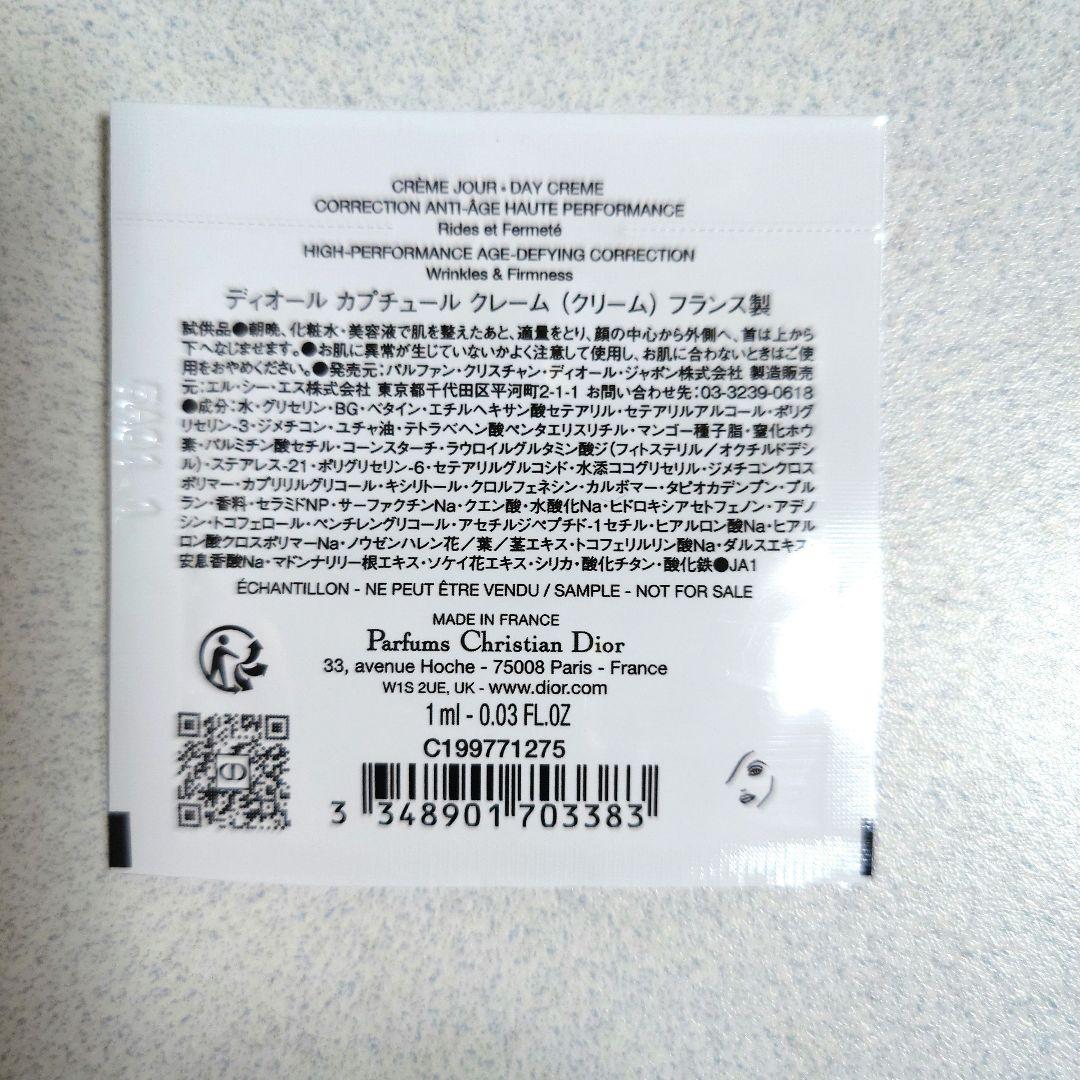 CRÈME JOUR • DAY CREME
CORRECTION ANTI-ÂGE HAUTE PERFORMANCE
Rides et Fermeté
HIGH-PERFORMANCE AGE-DEFYING CORRECTION
Wrinkles & Firmness
ディオール カプチュール クレーム (クリーム) フランス製
試供品●朝晩、化粧水・美容液で肌を整えたあと、適量をとり、顔の中心から外側へ、首は上から
下へなじませます。●お肌に異常が生じていないかよく注意して使用し、お肌に合わないときはご使
用をおやめください。●発売元:パルファン・クリスチャン・ディオール・ジャポン株式会社 製造販売
元:エル・シー・エス株式会社 東京都千代田区平河町2-1-1 お問い合わせ先:03-3239-0618
●成分:水・グリセリン・BG・ベタイン・エチルヘキサン酸セテアリル・セテアリルアルコール・ポリグ
リセリン-3・ジメチコン・ユチャ油・テトラベヘン酸ペンタエリスリチル・マンゴー種子脂・窒化ホウ
素・パルミチン酸セチル・コーンスターチ・ラウロイルグルタミン酸ジ(フィトステリル/オクチルドデシ
ル)・ステアレス-21・ポリグリセリン-6・セテアリルグルコシド・水添ココグリセリル・ジメチコンクロス
ポリマー・カプリリルグリコール・キシリトール・クロルフェネシン・カルボマー・タピオカデンプン・プル
ラン・香料・セラミドNP・サーファクチンNa・クエン酸・水酸化Na・ヒドロキシアセトフェノン・アデノ
シン・トコフェロール・ペンチレングリコール・アセチルジペプチド-1セチル・ヒアルロン酸Na・ヒアル
ロン酸クロスポリマーNa・ノウゼンハレン花/葉/茎エキス・トコフェリルリン酸Na・ダルスエキス・
安息香酸Na・マドンナリリー根エキス・ソケイ花エキス・シリカ・酸化チタン・酸化鉄●JA1
ÉCHANTILLON - NE PEUT ÊTRE VENDU / SAMPLE - NOT FOR SALE
MADE IN FRANCE
Parfums Christian Dior
33, avenue Hoche - 75008 Paris - France
W1S 2UE, UK - www.dior.com
1 ml - 0.03 FL.OZ
C199771275
3 348901 703383